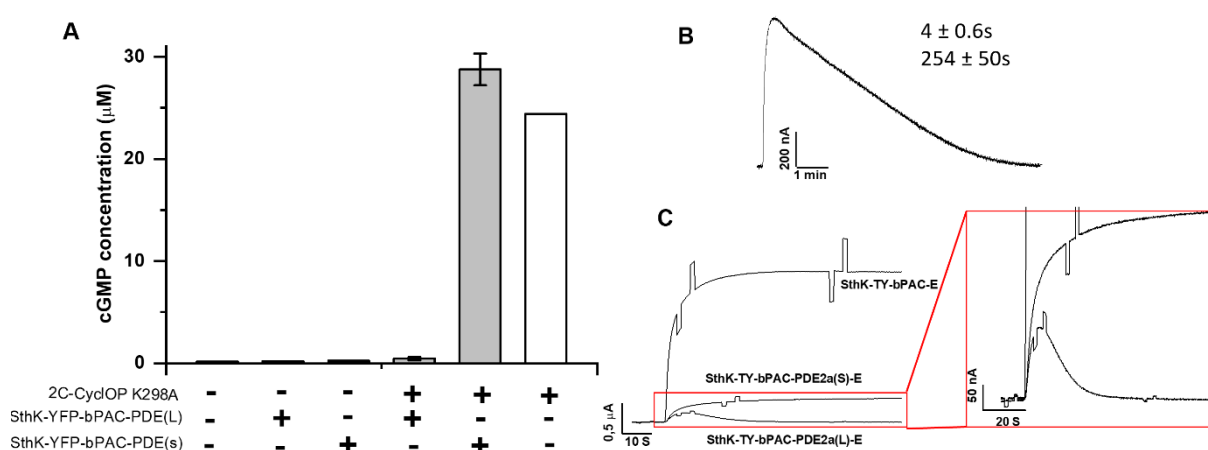 A
cGMP concentration (µM)
30
20
10
0
2C-CyclOP K298A - - - + + +
SthK-YFP-bPAC-PDE(L) - + - + - -
SthK-YFP-bPAC-PDE(s) - - + - + -
B
4 ± 0.6s
254 ± 50s
200 nA
1 min
C
SthK-TY-bPAC-E
SthK-TY-bPAC-PDE2a(S)-E
SthK-TY-bPAC-PDE2a(L)-E
0,5 µA
10 S
50 nA
20 S